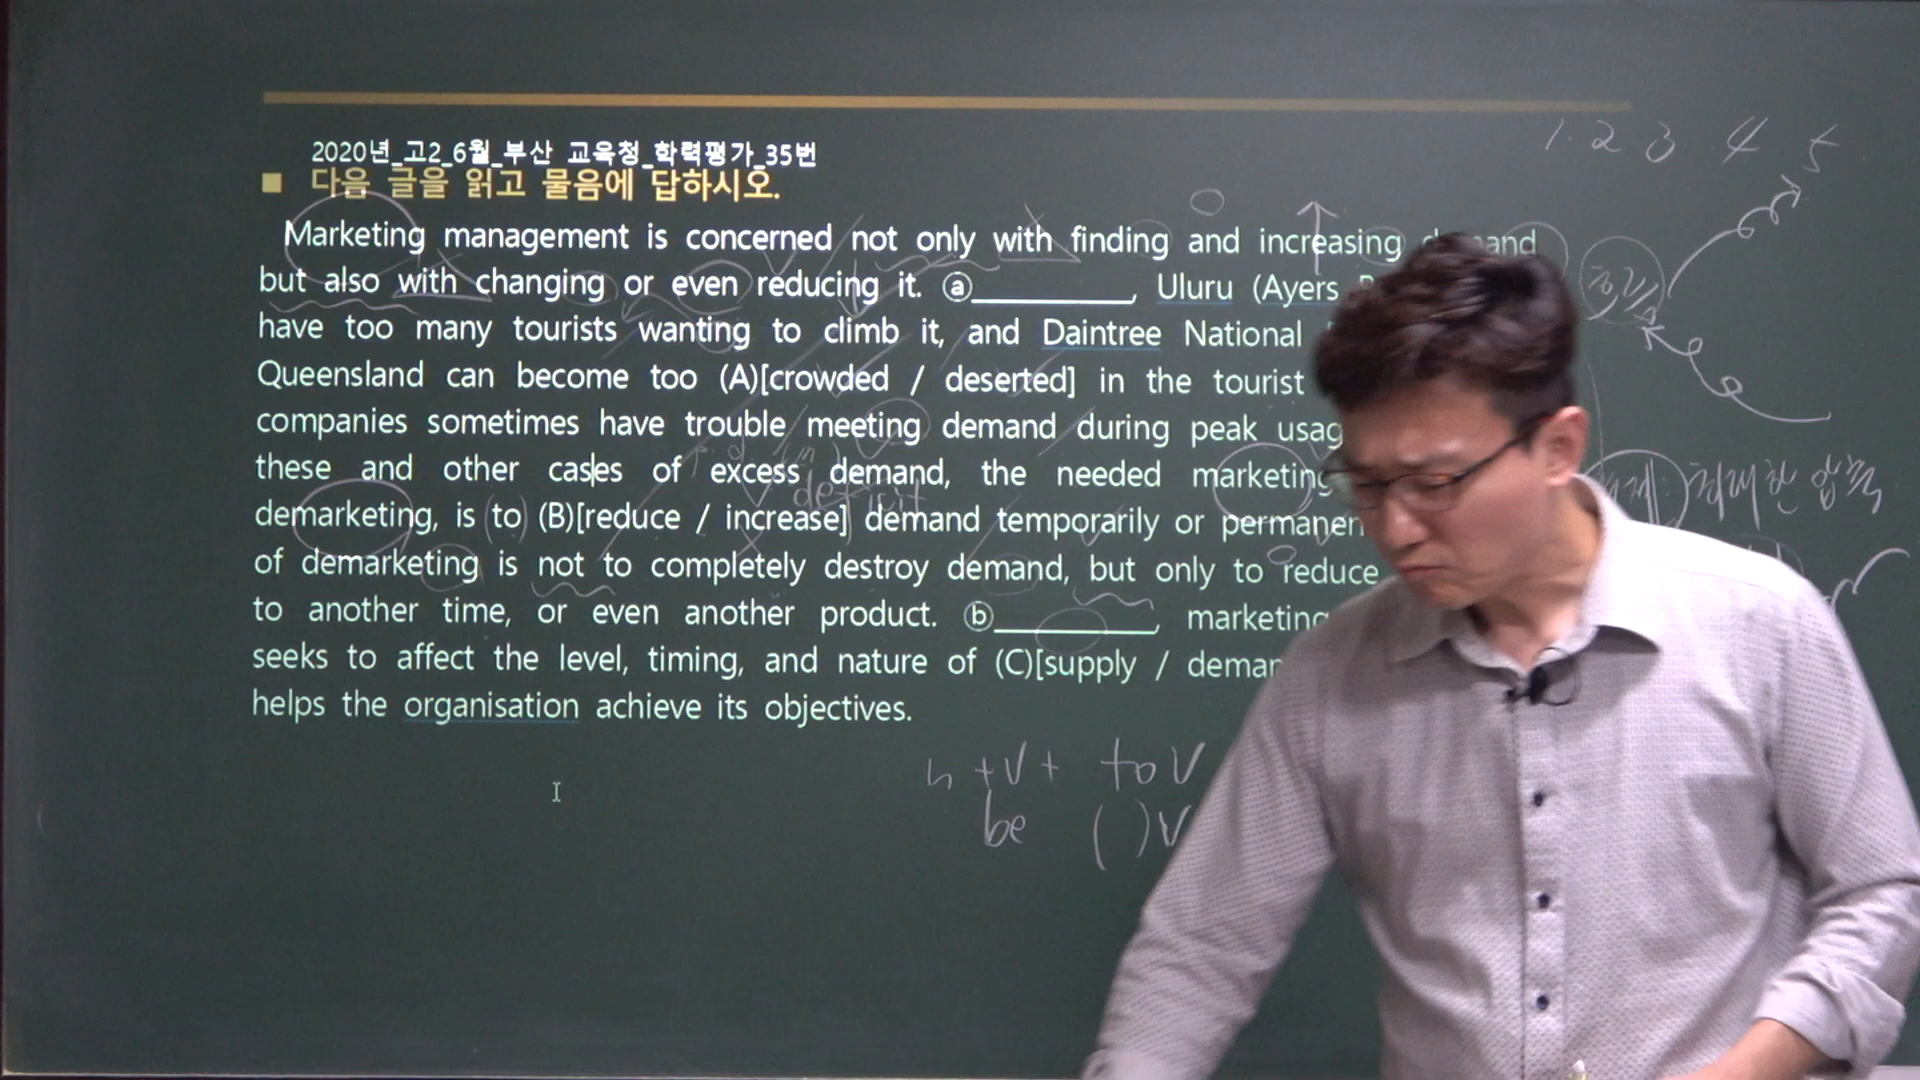 2020년_고2_6월_부산 교육청_학력평가_35번
■ 다음 글을 읽고 물음에 답하시오.
1. 2 3 4 5
Marketing management is concerned not only with finding and increasing demand
but also with changing or even reducing it. ⓐ__________, Uluru (Ayers
have too many tourists wanting to climb it, and Daintree National
Queensland can become too (A)[crowded / deserted] in the tourist
companies sometimes have trouble meeting demand during peak usag
these and other cases of excess demand, the needed marketing
deficit
demarketing, is to (B)[reduce / increase] demand temporarily or permanen
of demarketing is not to completely destroy demand, but only to reduce
to another time, or even another product. ⓑ__________, marketing
seeks to affect the level, timing, and nature of (C)[supply / deman
helps the organisation achieve its objectives.
n + V + to V
be ( ) V